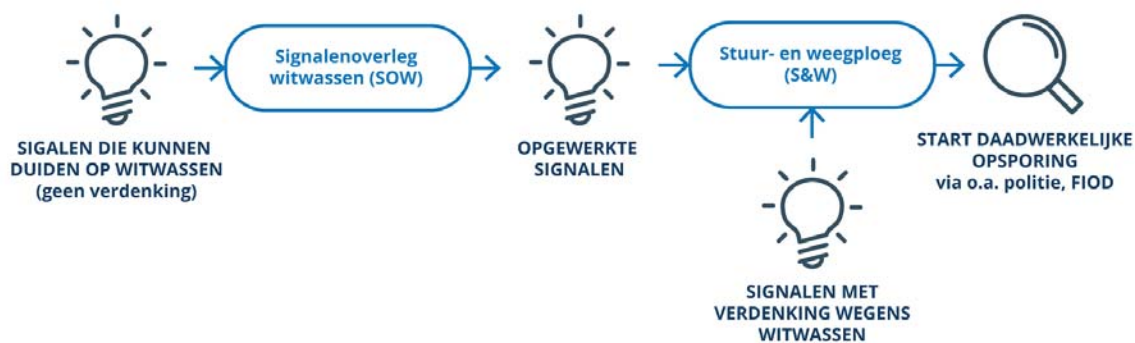 Signalenoverleg
witwassen (SOW)
Stuur- en weegploeg
(S&W)
SIGALEN DIE KUNNEN
DUIDEN OP WITWASSEN
(geen verdenking)
OPGEWERKTE
SIGNALEN
START DAADWERKELIJKE
OPSPORING
via o.a. politie, FIOD
SIGNALEN MET
VERDENKING WEGENS
WITWASSEN